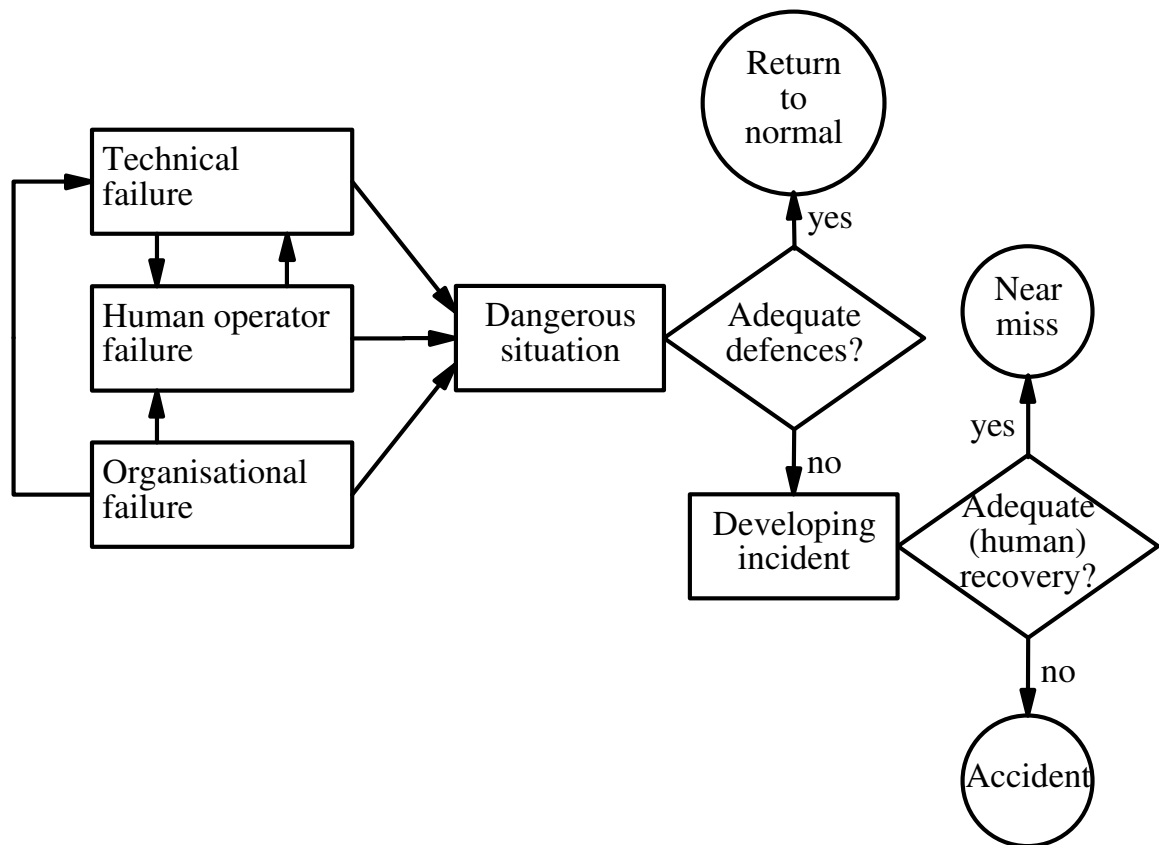 Return
to
normal
yes
Technical
failure
Human operator
failure
Organisational
failure
Dangerous
situation
Adequate
defences?
no
Near
miss
yes
Developing
incident
Adequate
(human)
recovery?
no
Accident